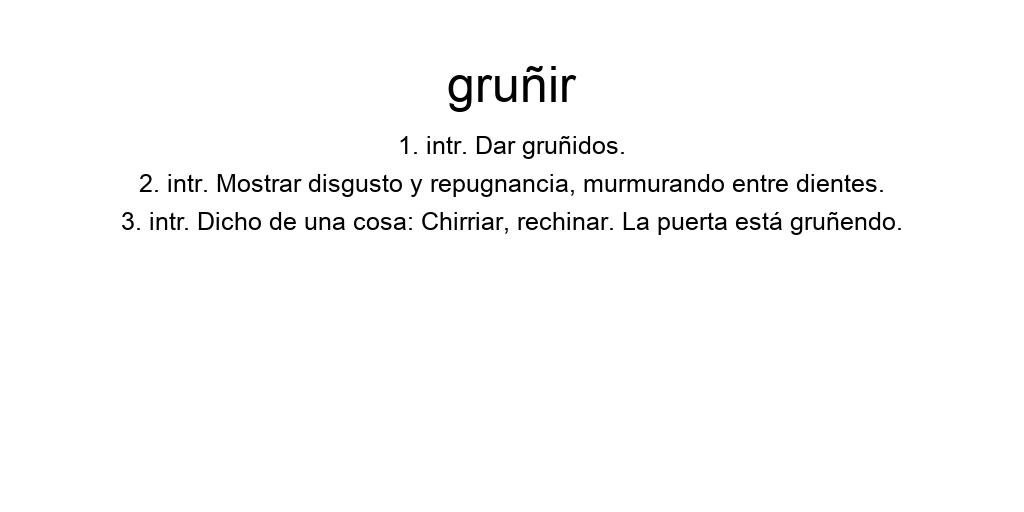 gruñir
1. intr. Dar gruñidos.
2. intr. Mostrar disgusto y repugnancia, murmurando entre dientes.
3. intr. Dicho de una cosa: Chirriar, rechinar. La puerta está gruñendo.